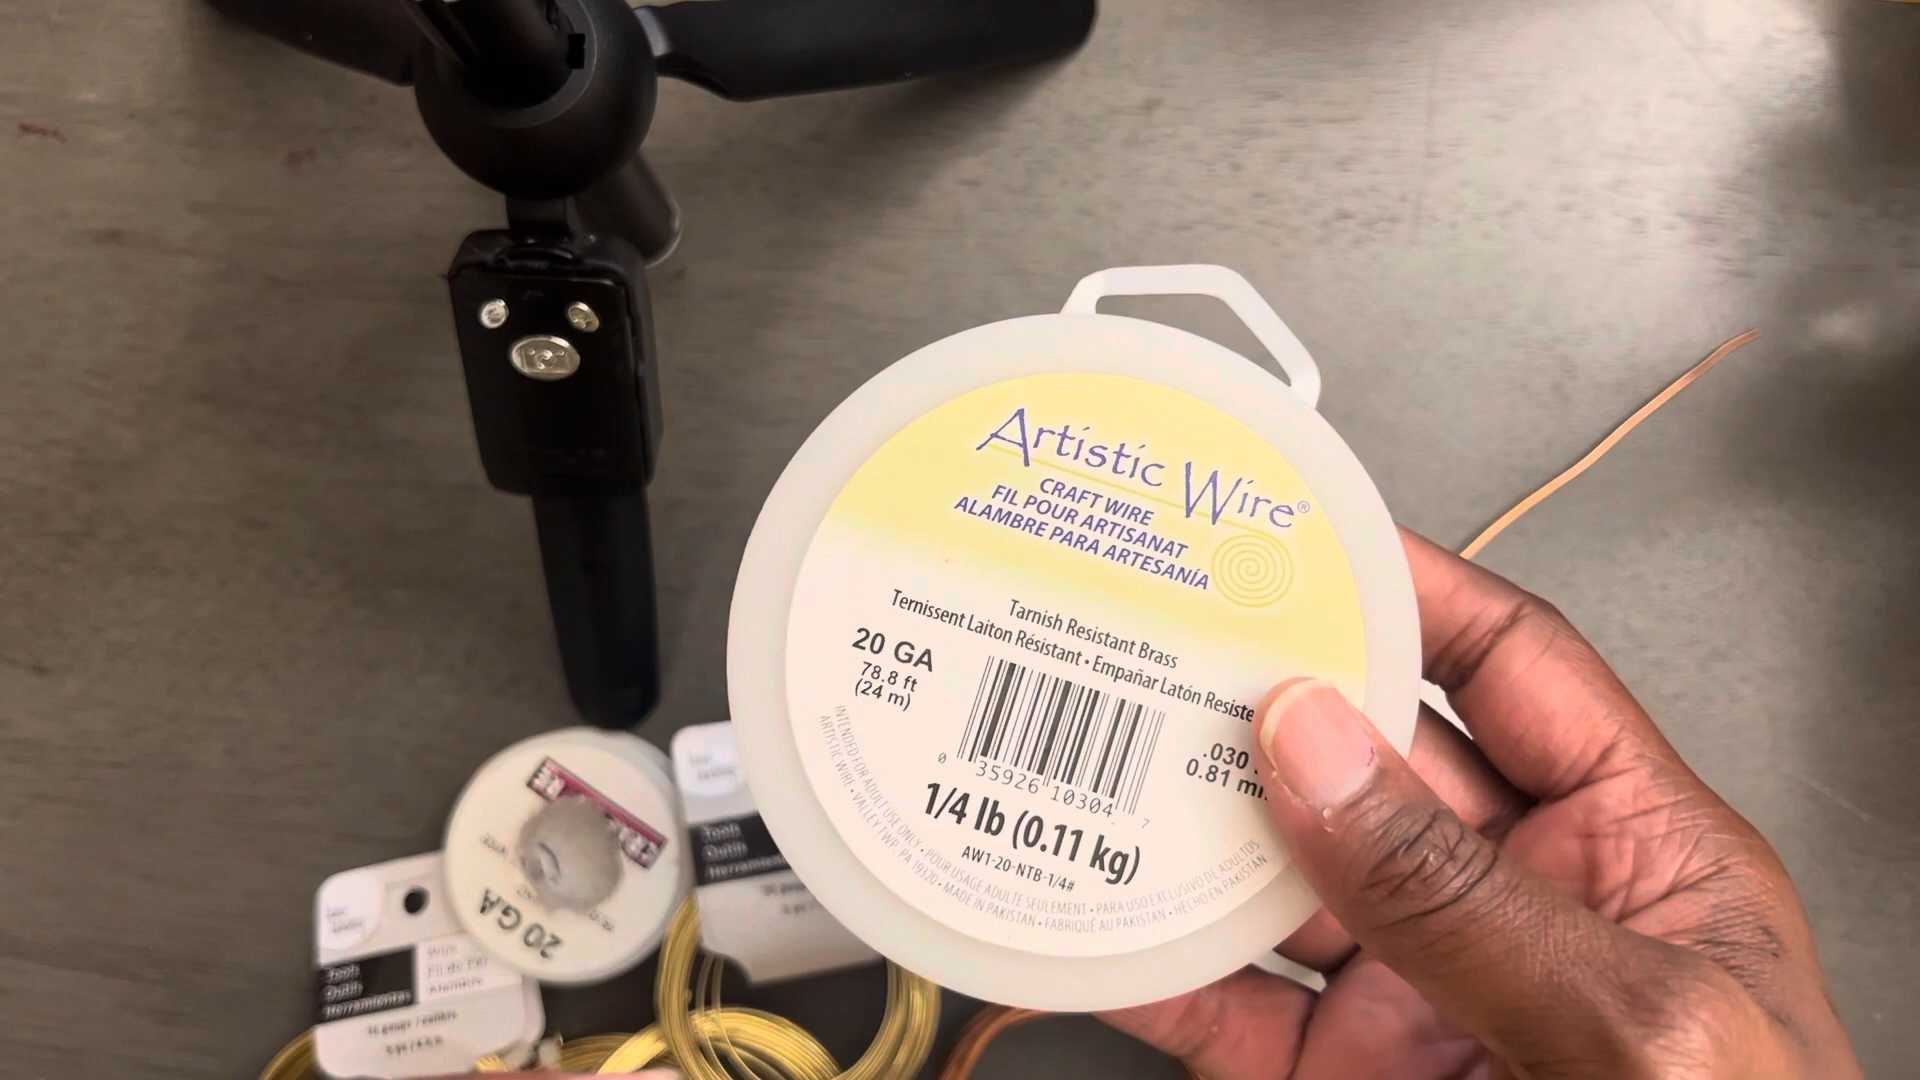 Artistic Wire®
CRAFT WIRE
FIL POUR ARTISANAT
ALAMBRE PARA ARTESANÍA
Tarnish Resistant Brass
Ternissent Laiton Résistant • Empañar Latón Resiste
20 GA
78.8 ft
(24 m)
.030
0.81 m
0 35926 10304 7
1/4 lb (0.11 kg)
AW1-20-NTB-1/4#
INTENDED FOR ADULT USE ONLY • POUR USAGE ADULTE SEULEMENT • PARA USO EXCLUSIVO DE ADULTOS
ARTISTIC WIRE • VALLEY TWP, PA 19320 • MADE IN PAKISTAN • FABRIQUÉ AU PAKISTAN • HECHO EN PAKISTAN
20 GA
Tools
Outils
Herramientas
Tools
Outils
Herramientas
Alambre